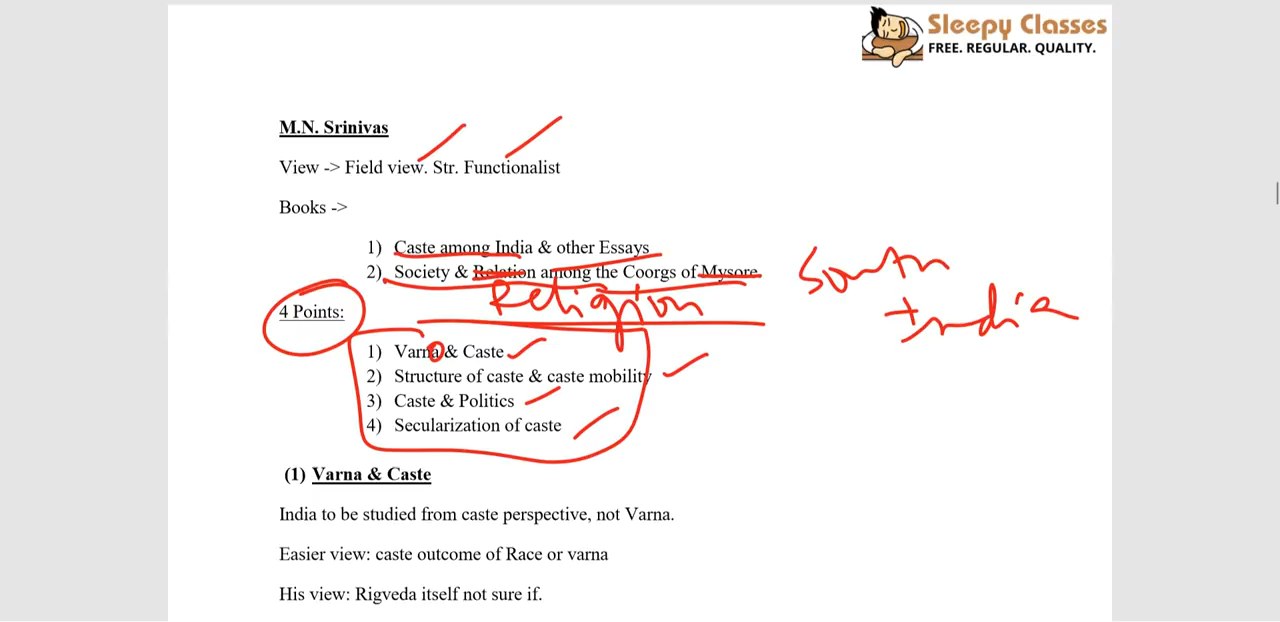 Sleepy Classes
FREE. REGULAR. QUALITY.
M.N. Srinivas
View -> Field view. Str. Functionalist
Books ->
1) Caste among India & other Essays
2) Society & Relation among the Coorgs of Mysore
Religion
South
India
4 Points:
1) Varna & Caste
2) Structure of caste & caste mobility
3) Caste & Politics
4) Secularization of caste
(1) Varna & Caste
India to be studied from caste perspective, not Varna.
Easier view: caste outcome of Race or varna
His view: Rigveda itself not sure if.